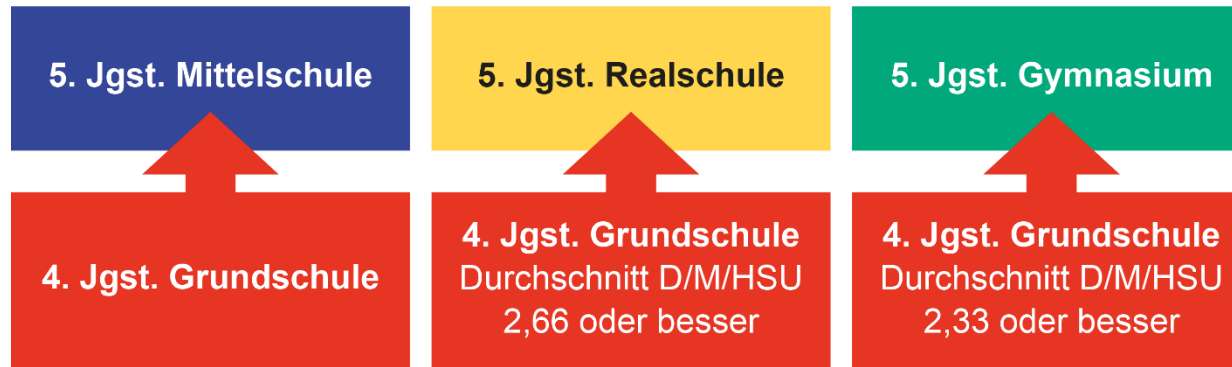 5. Jgst. Mittelschule
5. Jgst. Realschule
5. Jgst. Gymnasium
4. Jgst. Grundschule
4. Jgst. Grundschule
Durchschnitt D/M/HSU
2,66 oder besser
4. Jgst. Grundschule
Durchschnitt D/M/HSU
2,33 oder besser